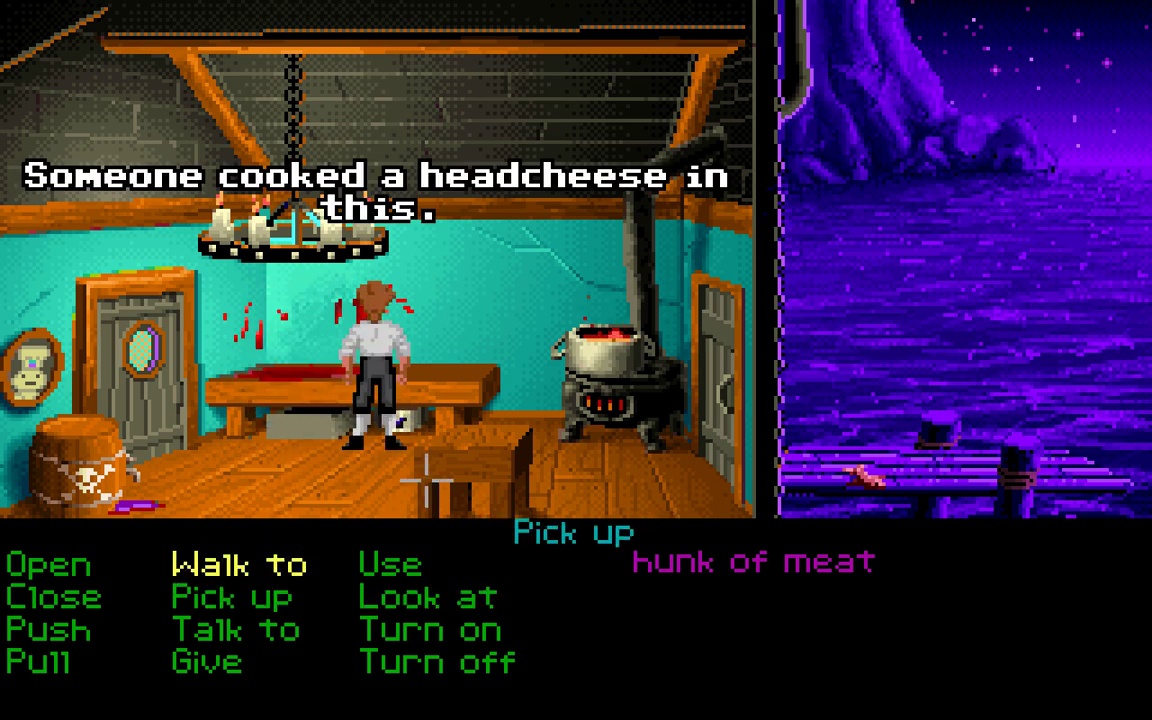 Someone cooked a headcheese in
this.
Pick up
Open Walk to Use hunk of meat
Close Pick up Look at
Push Talk to Turn on
Pull Give Turn off